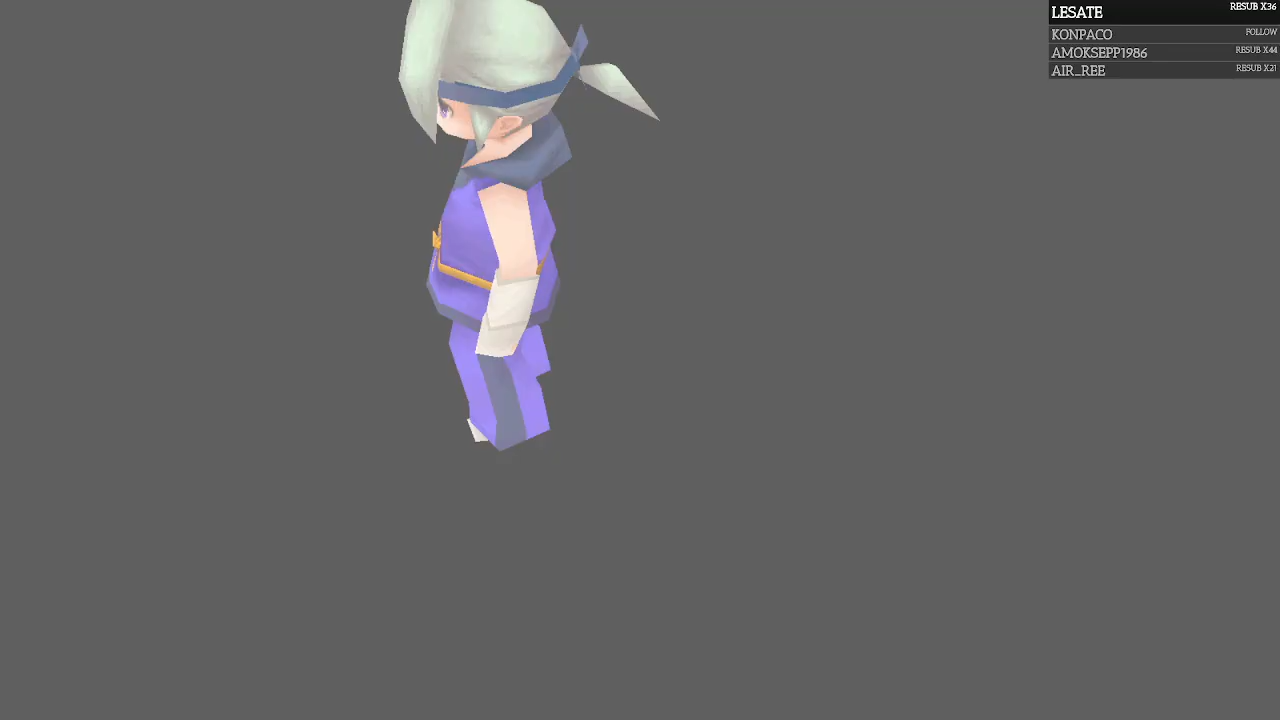 LESATE RESUB X36
KONPACO FOLLOW
AMOKSEPP1986 RESUB X44
AIR_REE RESUB X21